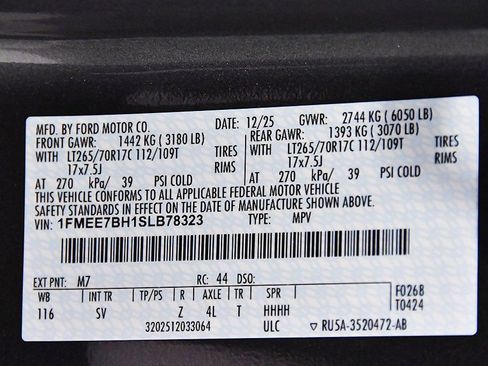 MFD. BY FORD MOTOR CO. DATE: 12/25 GVWR: 2744 KG ( 6050 LB)
FRONT GAWR: 1442 KG ( 3180 LB) REAR GAWR: 1393 KG ( 3070 LB)
WITH LT265/70R17C 112/109T TIRES WITH LT265/70R17C 112/109T TIRES
17x7.5J RIMS 17x7.5J RIMS
AT 270 kPa/ 39 PSI COLD AT 270 kPa/ 39 PSI COLD
THIS VEHICLE CONFORMS TO ALL APPLICABLE FEDERAL MOTOR VEHICLE
SAFETY STANDARDS IN EFFECT ON THE DATE OF MANUFACTURE SHOWN ABOVE.
VIN: 1FMEE7BH1SLB78323 TYPE: MPV
EXT PNT: M7 RC: 44 DSO: F0268
WB INT TR TP/PS R AXLE TR SPR T0424
116 SV Z 4L T HHHH
3202512033064 ULC ▽ RU5A-3520472-AB